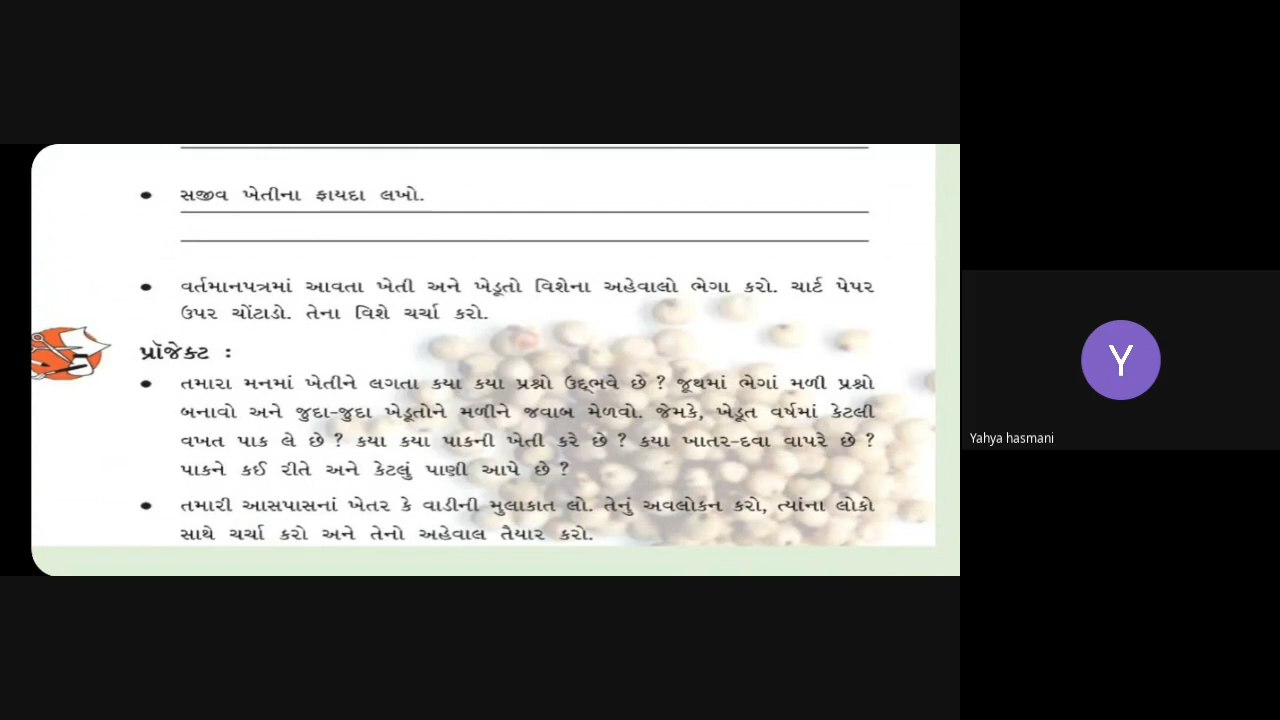 • સજીવ ખેતીના ફાયદા લખો.
• વર્તમાનપત્રમાં આવતા ખેતી અને ખેડૂતો વિશેના અહેવાલો ભેગા કરો. ચાર્ટ પેપર
ઉપર ચોંટાડો. તેના વિશે ચર્ચા કરો.
પ્રૉજેક્ટ :
• તમારા મનમાં ખેતીને લગતા કયા કયા પ્રશ્નો ઉદ્ભવે છે ? જૂથમાં ભેગાં મળી પ્રશ્નો
બનાવો અને જુદા-જુદા ખેડૂતોને મળીને જવાબ મેળવો. જેમકે, ખેડૂત વર્ષમાં કેટલી
વખત પાક લે છે ? કયા કયા પાકની ખેતી કરે છે ? કયા ખાતર-દવા વાપરે છે ?
પાકને કઈ રીતે અને કેટલું પાણી આપે છે ?
• તમારી આસપાસનાં ખેતર કે વાડીની મુલાકાત લો. તેનું અવલોકન કરો, ત્યાંના લોકો
સાથે ચર્ચા કરો અને તેનો અહેવાલ તૈયાર કરો.
Y
Yahya hasmani